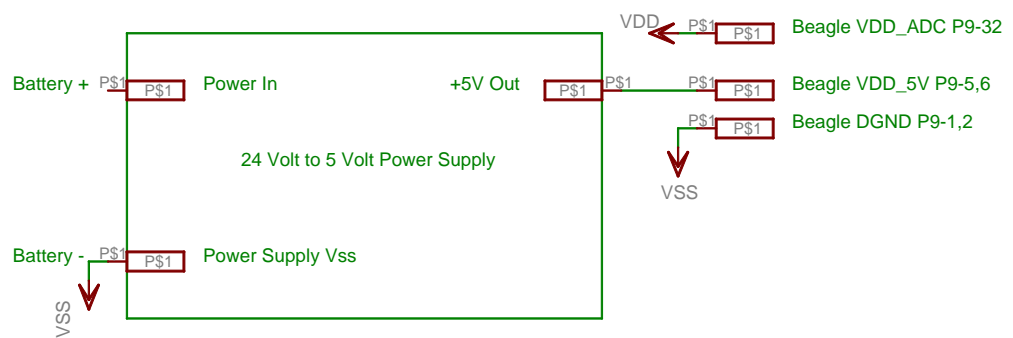 VDD
P$1
P$1
Beagle VDD_ADC P9-32
Battery +
P$1
P$1
Power In
+5V Out
P$1
P$1
P$1
P$1
Beagle VDD_5V P9-5,6
P$1
P$1
Beagle DGND P9-1,2
VSS
24 Volt to 5 Volt Power Supply
Battery -
P$1
P$1
Power Supply Vss
VSS